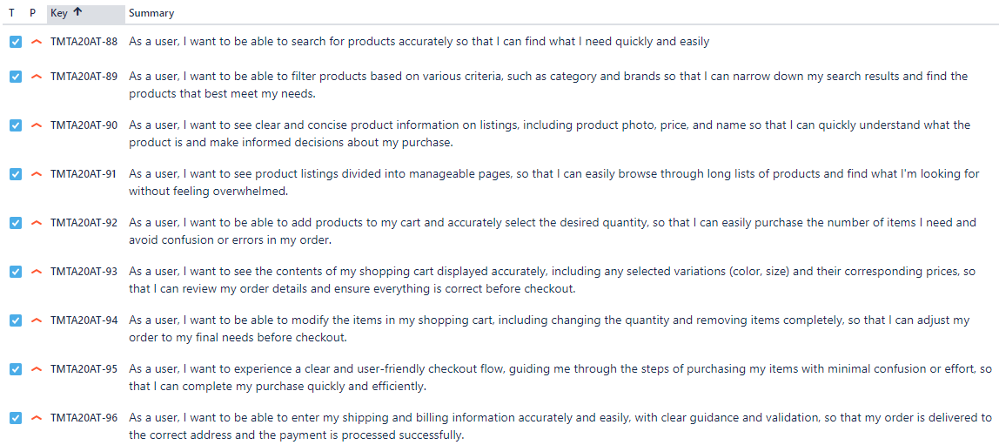 T P Key ↑ Summary
TMTA20AT-88 As a user, I want to be able to search for products accurately so that I can find what I need quickly and easily
TMTA20AT-89 As a user, I want to be able to filter products based on various criteria, such as category and brands so that I can narrow down my search results and find the
products that best meet my needs.
TMTA20AT-90 As a user, I want to see clear and concise product information on listings, including product photo, price, and name so that I can quickly understand what the
product is and make informed decisions about my purchase.
TMTA20AT-91 As a user, I want to see product listings divided into manageable pages, so that I can easily browse through long lists of products and find what I'm looking for
without feeling overwhelmed.
TMTA20AT-92 As a user, I want to be able to add products to my cart and accurately select the desired quantity, so that I can easily purchase the number of items I need and
avoid confusion or errors in my order.
TMTA20AT-93 As a user, I want to see the contents of my shopping cart displayed accurately, including any selected variations (color, size) and their corresponding prices, so
that I can review my order details and ensure everything is correct before checkout.
TMTA20AT-94 As a user, I want to be able to modify the items in my shopping cart, including changing the quantity and removing items completely, so that I can adjust my
order to my final needs before checkout.
TMTA20AT-95 As a user, I want to experience a clear and user-friendly checkout flow, guiding me through the steps of purchasing my items with minimal confusion or effort, so
that I can complete my purchase quickly and efficiently.
TMTA20AT-96 As a user, I want to be able to enter my shipping and billing information accurately and easily, with clear guidance and validation, so that my order is delivered to
the correct address and the payment is processed successfully.